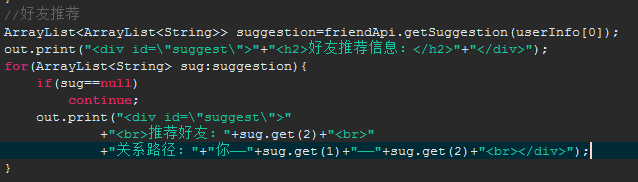 //好友推荐
ArrayList<ArrayList<String>> suggestion=friendApi.getSuggestion(userInfo[0]);
out.print("<div id=\"suggest\">"+"<h2>好友推荐信息：</h2>"+"</div>");
for(ArrayList<String> sug:suggestion){
if(sug==null)
continue;
out.print("<div id=\"suggest\">"
+"<br>推荐好友："+sug.get(2)+"<br>"
+"关系路径："+"你——"+sug.get(1)+"——"+sug.get(2)+"<br></div>");
}